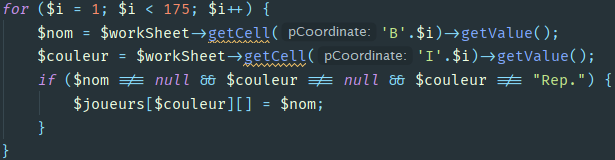 for ($i = 1; $i < 175; $i++) {
$nom = $workSheet->getCell( pCoordinate: 'B'.$i)->getValue();
$couleur = $workSheet->getCell( pCoordinate: 'I'.$i)->getValue();
if ($nom !== null && $couleur !== null && $couleur !== "Rep.") {
$joueurs[$couleur][] = $nom;
}
}